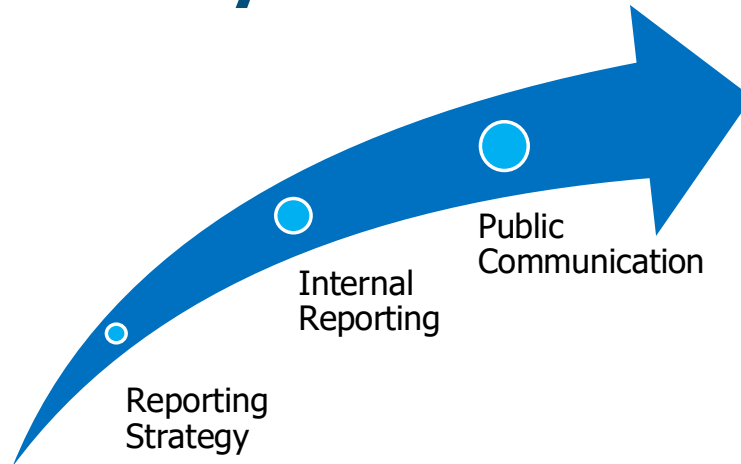 Public
Communication
Internal
Reporting
Reporting
Strategy